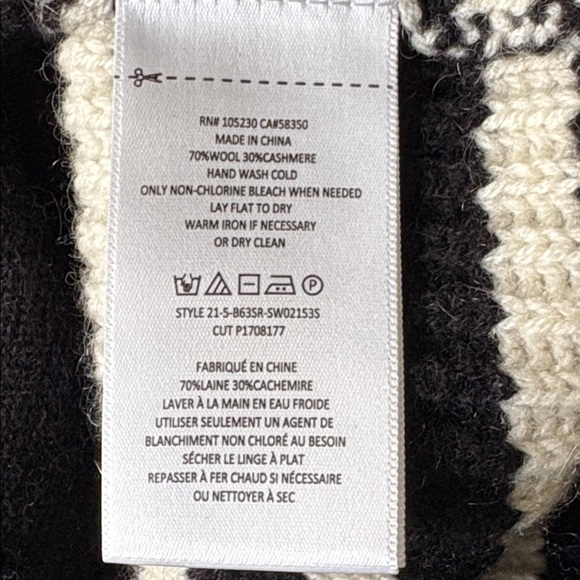 RN# 105230 CA#58350
MADE IN CHINA
70%WOOL 30%CASHMERE
HAND WASH COLD
ONLY NON-CHLORINE BLEACH WHEN NEEDED
LAY FLAT TO DRY
WARM IRON IF NECESSARY
OR DRY CLEAN
P
STYLE 21-5-B63SR-SW02153S
CUT P1708177
FABRIQUÉ EN CHINE
70%LAINE 30%CACHEMIRE
LAVER À LA MAIN EN EAU FROIDE
UTILISER SEULEMENT UN AGENT DE
BLANCHIMENT NON CHLORÉ AU BESOIN
SÉCHER LE LINGE À PLAT
REPASSER À FER CHAUD SI NÉCESSAIRE
OU NETTOYER À SEC